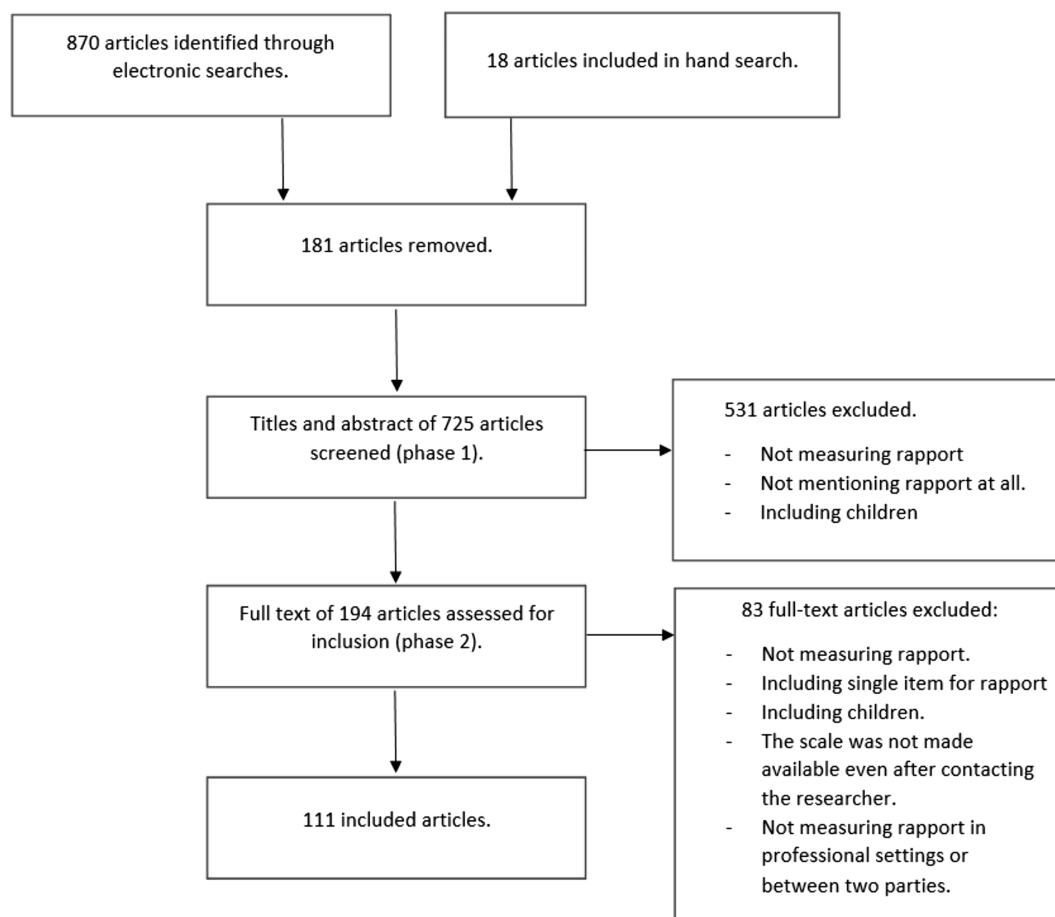 870 articles identified through
electronic searches.
18 articles included in hand search.
181 articles removed.
Titles and abstract of 725 articles
screened (phase 1).
531 articles excluded.
- Not measuring rapport
- Not mentioning rapport at all.
- Including children
Full text of 194 articles assessed for
inclusion (phase 2).
83 full-text articles excluded:
- Not measuring rapport.
- Including single item for rapport
- Including children.
- The scale was not made
available even after contacting
the researcher.
- Not measuring rapport in
professional settings or
between two parties.
111 included articles.